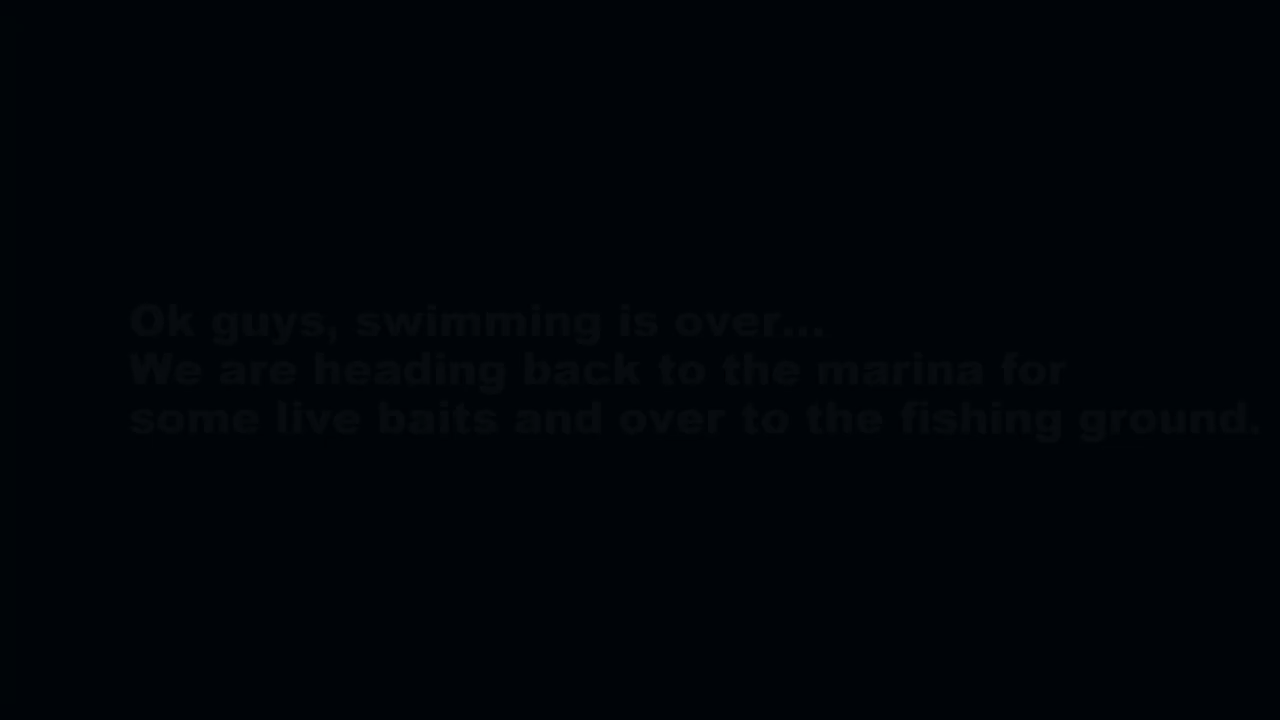 Ok guys, swimming is over...
We are heading back to the marina for
some live baits and over to the fishing ground.